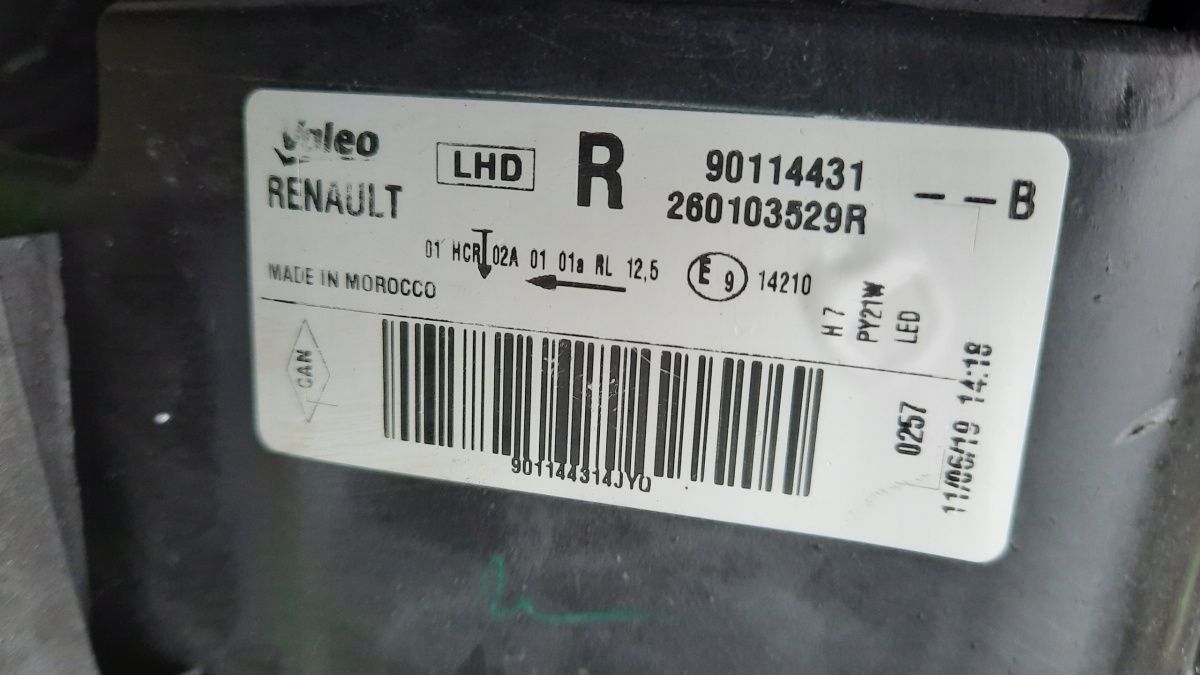 Valeo
RENAULT
LHD
R
90114431
260103529R
--B
01 HCR 02A 01 01a RL 12,5
E 9
14210
MADE IN MOROCCO
H7
PY21W
LED
CAN
901144314JY0
0257
11/06/19 14:18